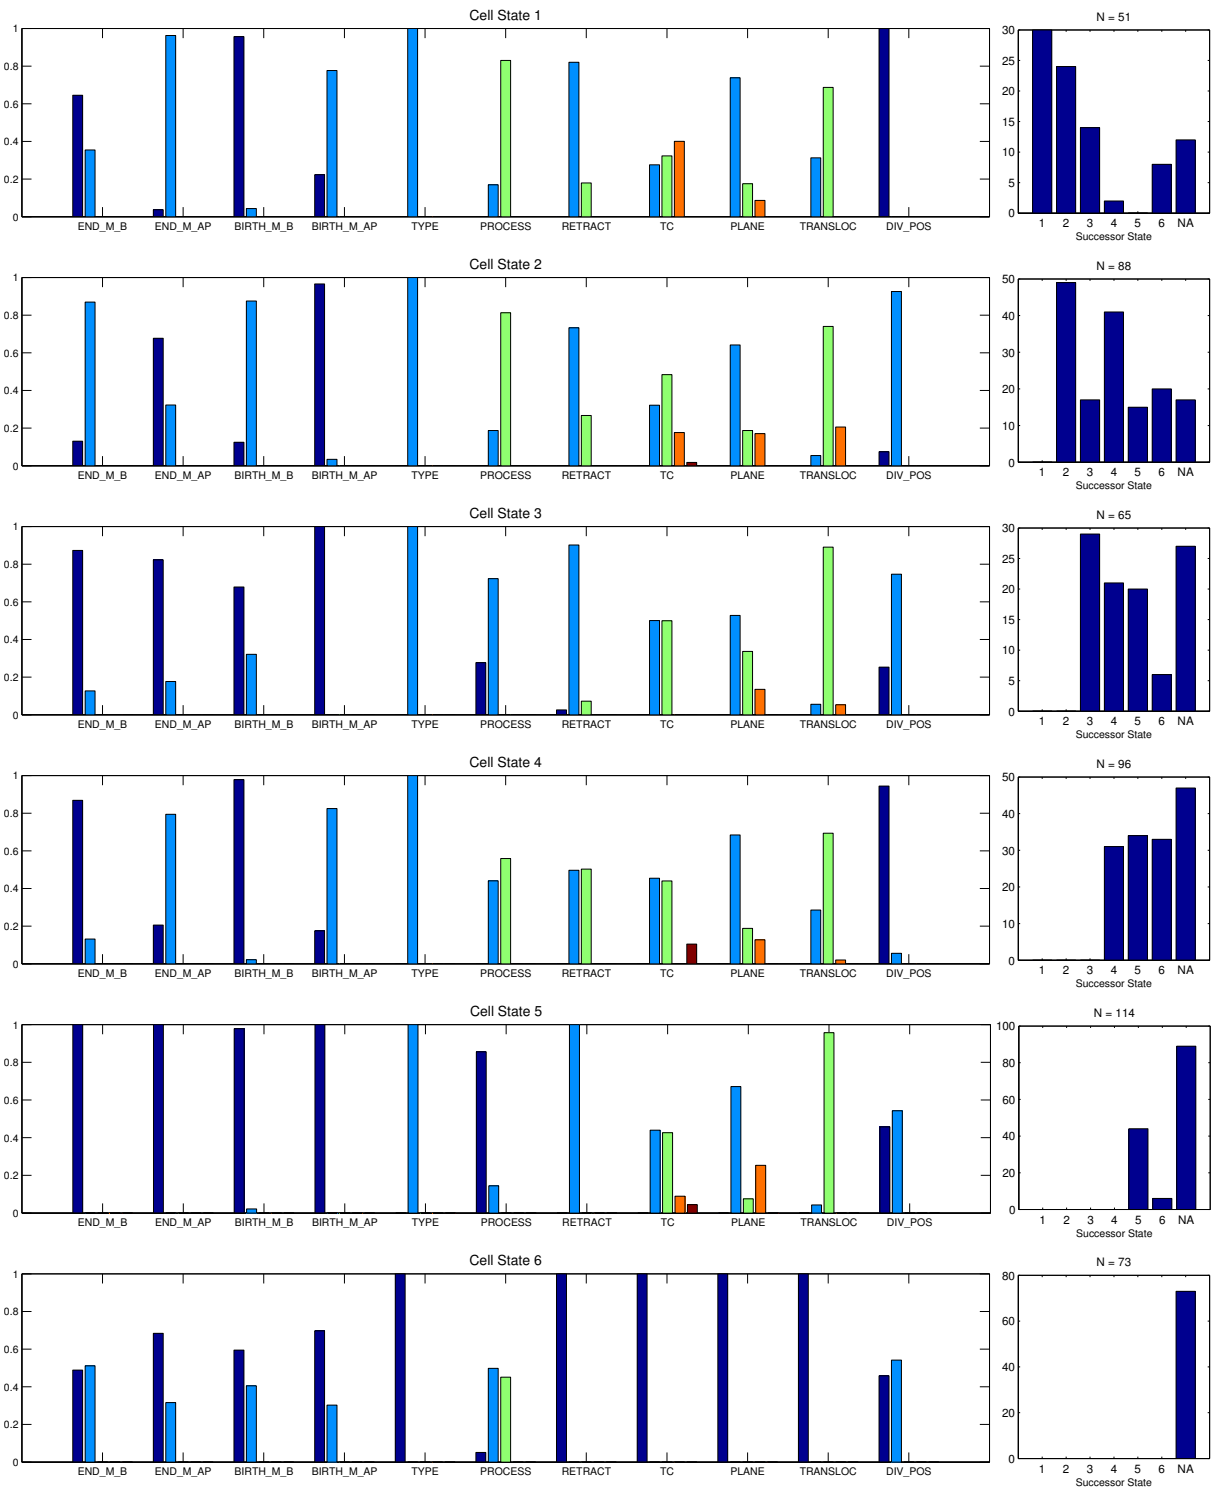 Cell State 1
1
0.8
0.6
0.4
0.2
0
END_M_B END_M_AP BIRTH_M_B BIRTH_M_AP TYPE PROCESS RETRACT TC PLANE TRANSLOC DIV_POS
N = 51
30
25
20
15
10
5
0
1 2 3 4 5 6 NA
Successor State
Cell State 2
1
0.8
0.6
0.4
0.2
0
END_M_B END_M_AP BIRTH_M_B BIRTH_M_AP TYPE PROCESS RETRACT TC PLANE TRANSLOC DIV_POS
N = 88
50
40
30
20
10
0
1 2 3 4 5 6 NA
Successor State
Cell State 3
1
0.8
0.6
0.4
0.2
0
END_M_B END_M_AP BIRTH_M_B BIRTH_M_AP TYPE PROCESS RETRACT TC PLANE TRANSLOC DIV_POS
N = 65
30
25
20
15
10
5
0
1 2 3 4 5 6 NA
Successor State
Cell State 4
1
0.8
0.6
0.4
0.2
0
END_M_B END_M_AP BIRTH_M_B BIRTH_M_AP TYPE PROCESS RETRACT TC PLANE TRANSLOC DIV_POS
N = 96
50
40
30
20
10
0
1 2 3 4 5 6 NA
Successor State
Cell State 5
1
0.8
0.6
0.4
0.2
0
END_M_B END_M_AP BIRTH_M_B BIRTH_M_AP TYPE PROCESS RETRACT TC PLANE TRANSLOC DIV_POS
N = 114
100
80
60
40
20
0
1 2 3 4 5 6 NA
Successor State
Cell State 6
1
0.8
0.6
0.4
0.2
0
END_M_B END_M_AP BIRTH_M_B BIRTH_M_AP TYPE PROCESS RETRACT TC PLANE TRANSLOC DIV_POS
N = 73
80
60
40
20
0
1 2 3 4 5 6 NA
Successor State